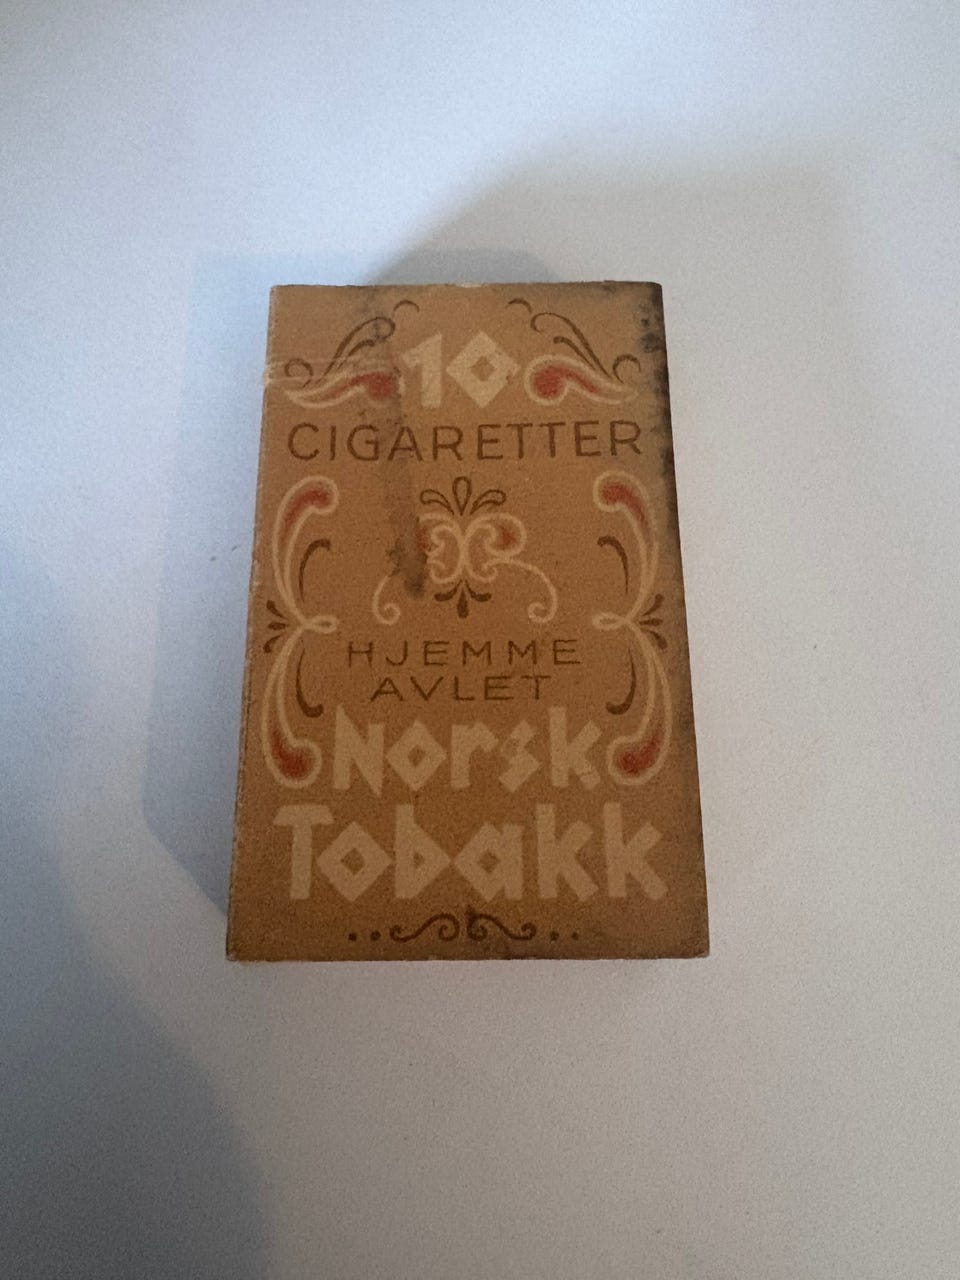 10
CIGARETTER
HJEMME
AVLET
Norsk
Tobakk